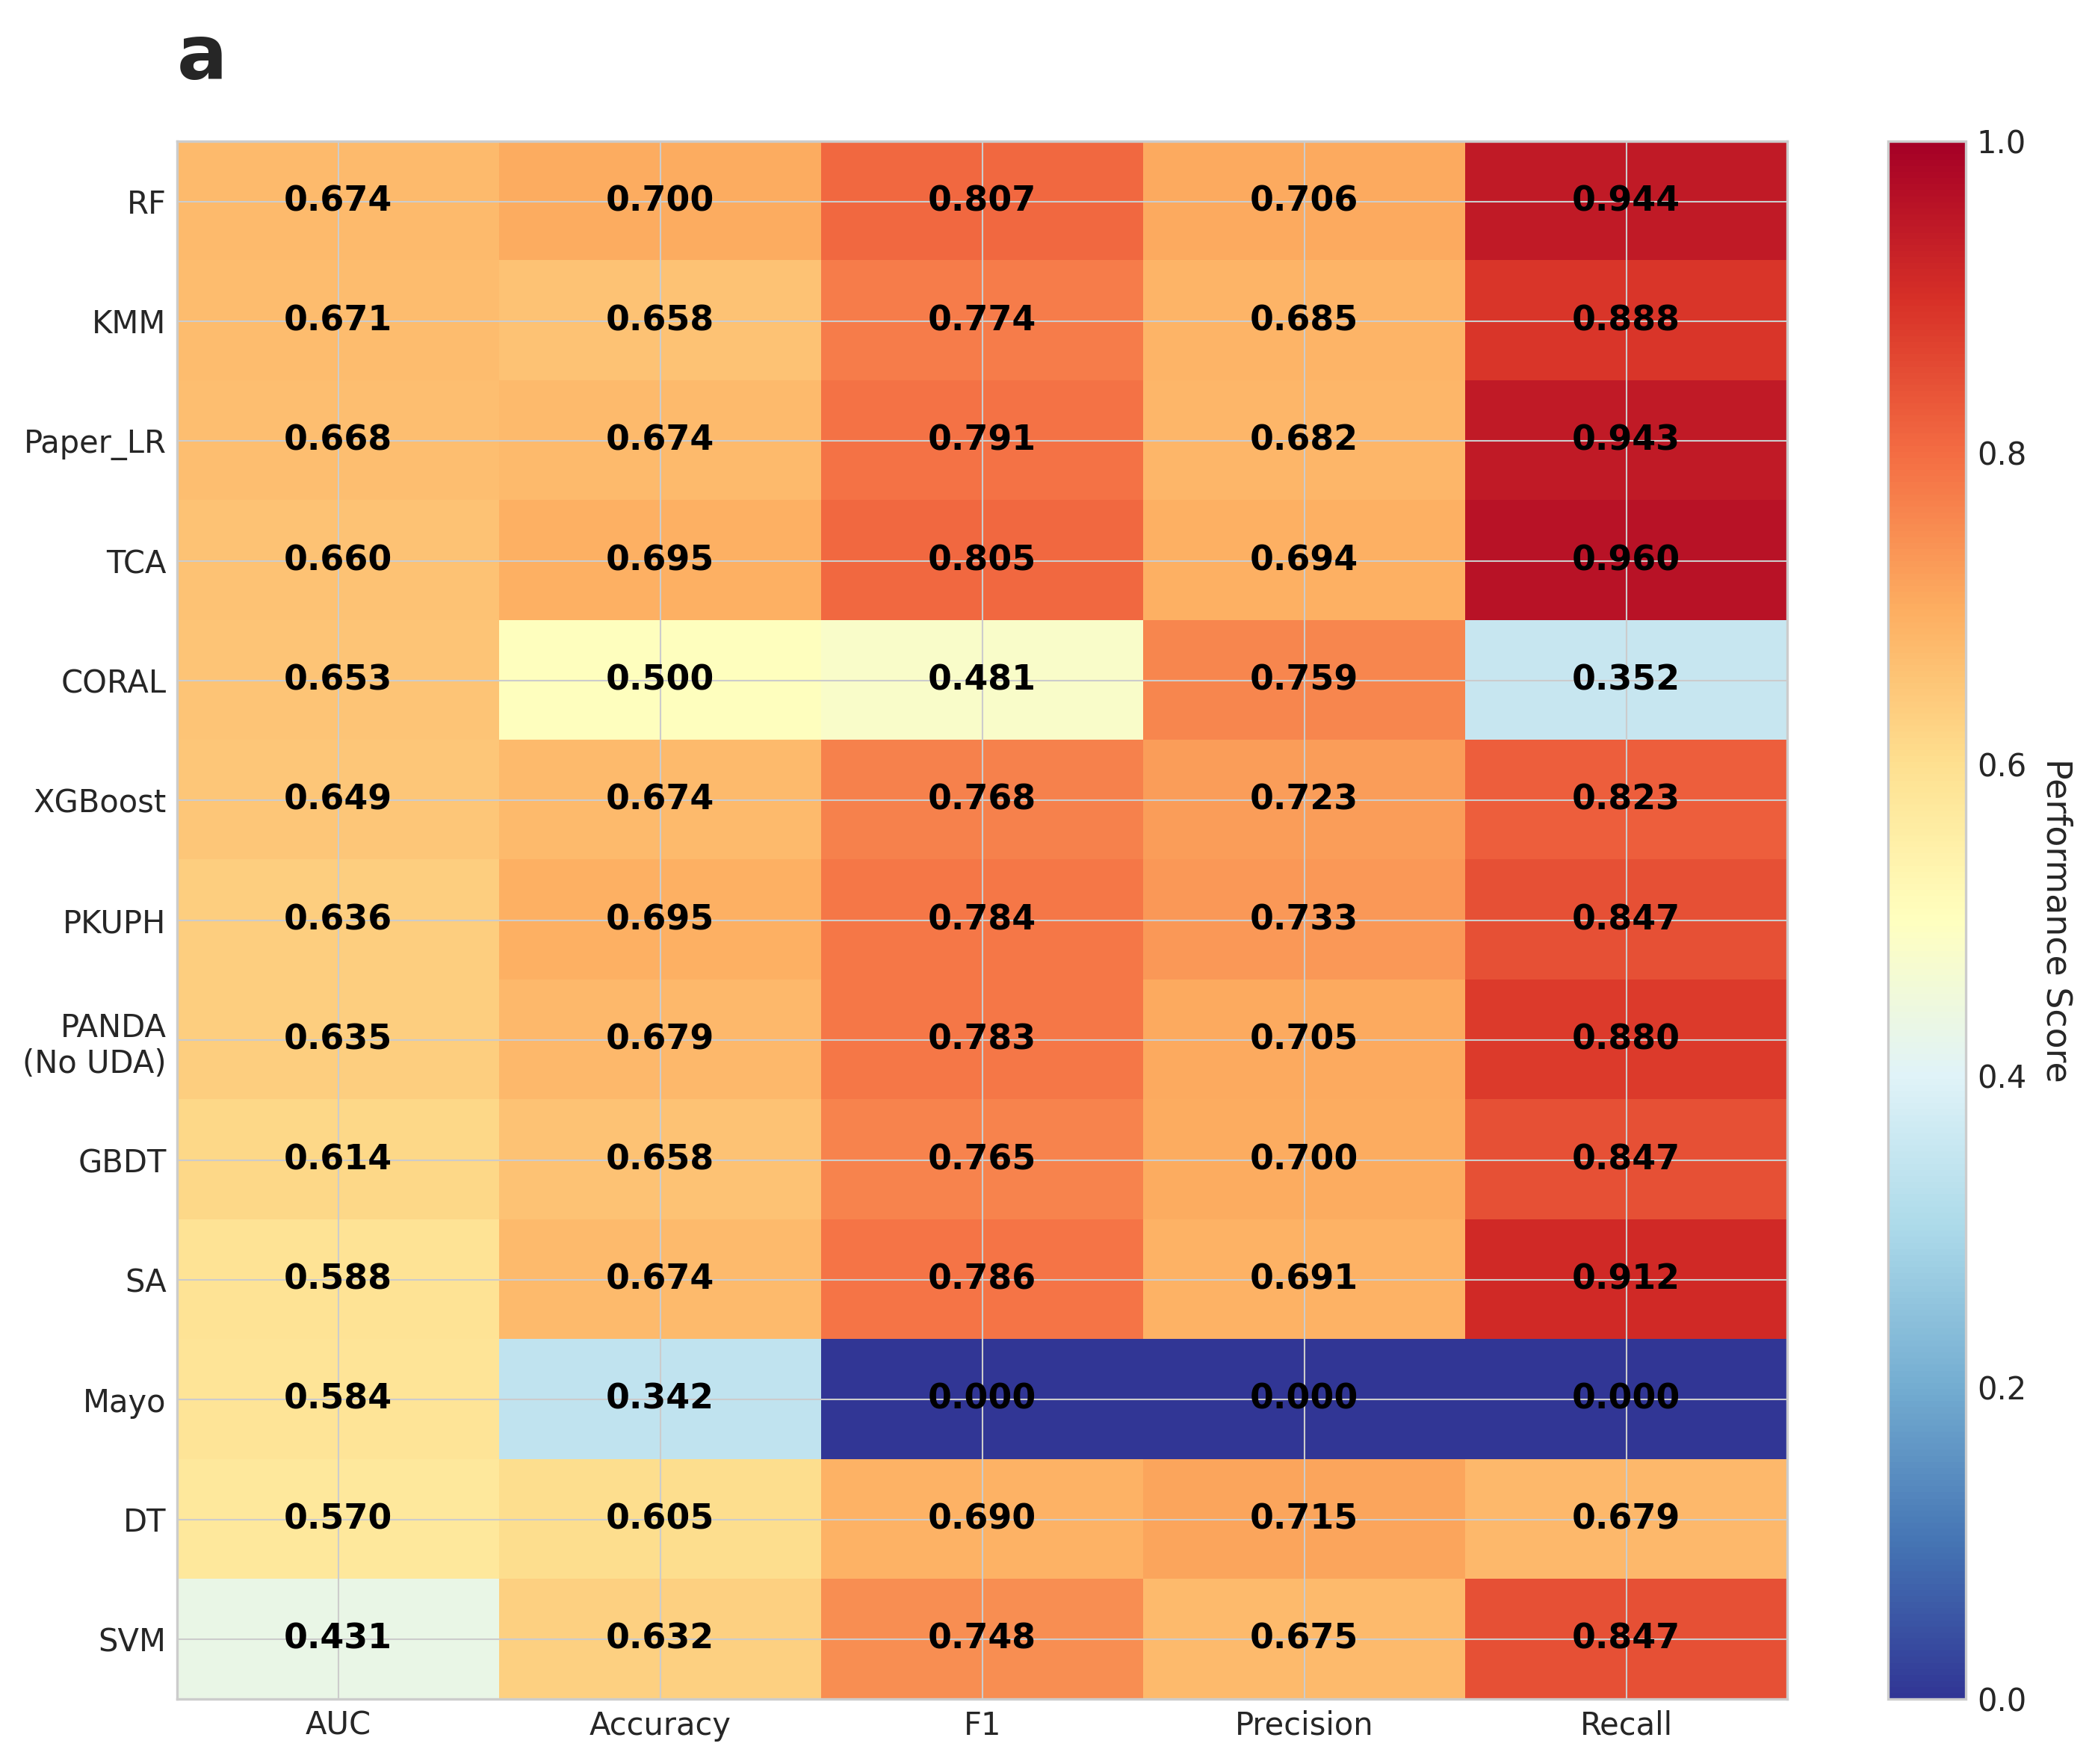 a
RF 0.674 0.700 0.807 0.706 0.944
KMM 0.671 0.658 0.774 0.685 0.888
Paper_LR 0.668 0.674 0.791 0.682 0.943
TCA 0.660 0.695 0.805 0.694 0.960
CORAL 0.653 0.500 0.481 0.759 0.352
XGBoost 0.649 0.674 0.768 0.723 0.823
PKUPH 0.636 0.695 0.784 0.733 0.847
PANDA
(No UDA) 0.635 0.679 0.783 0.705 0.880
GBDT 0.614 0.658 0.765 0.700 0.847
SA 0.588 0.674 0.786 0.691 0.912
Mayo 0.584 0.342 0.000 0.000 0.000
DT 0.570 0.605 0.690 0.715 0.679
SVM 0.431 0.632 0.748 0.675 0.847
AUC Accuracy F1 Precision Recall
1.0
0.8
0.6
0.4
0.2
0.0
Performance Score